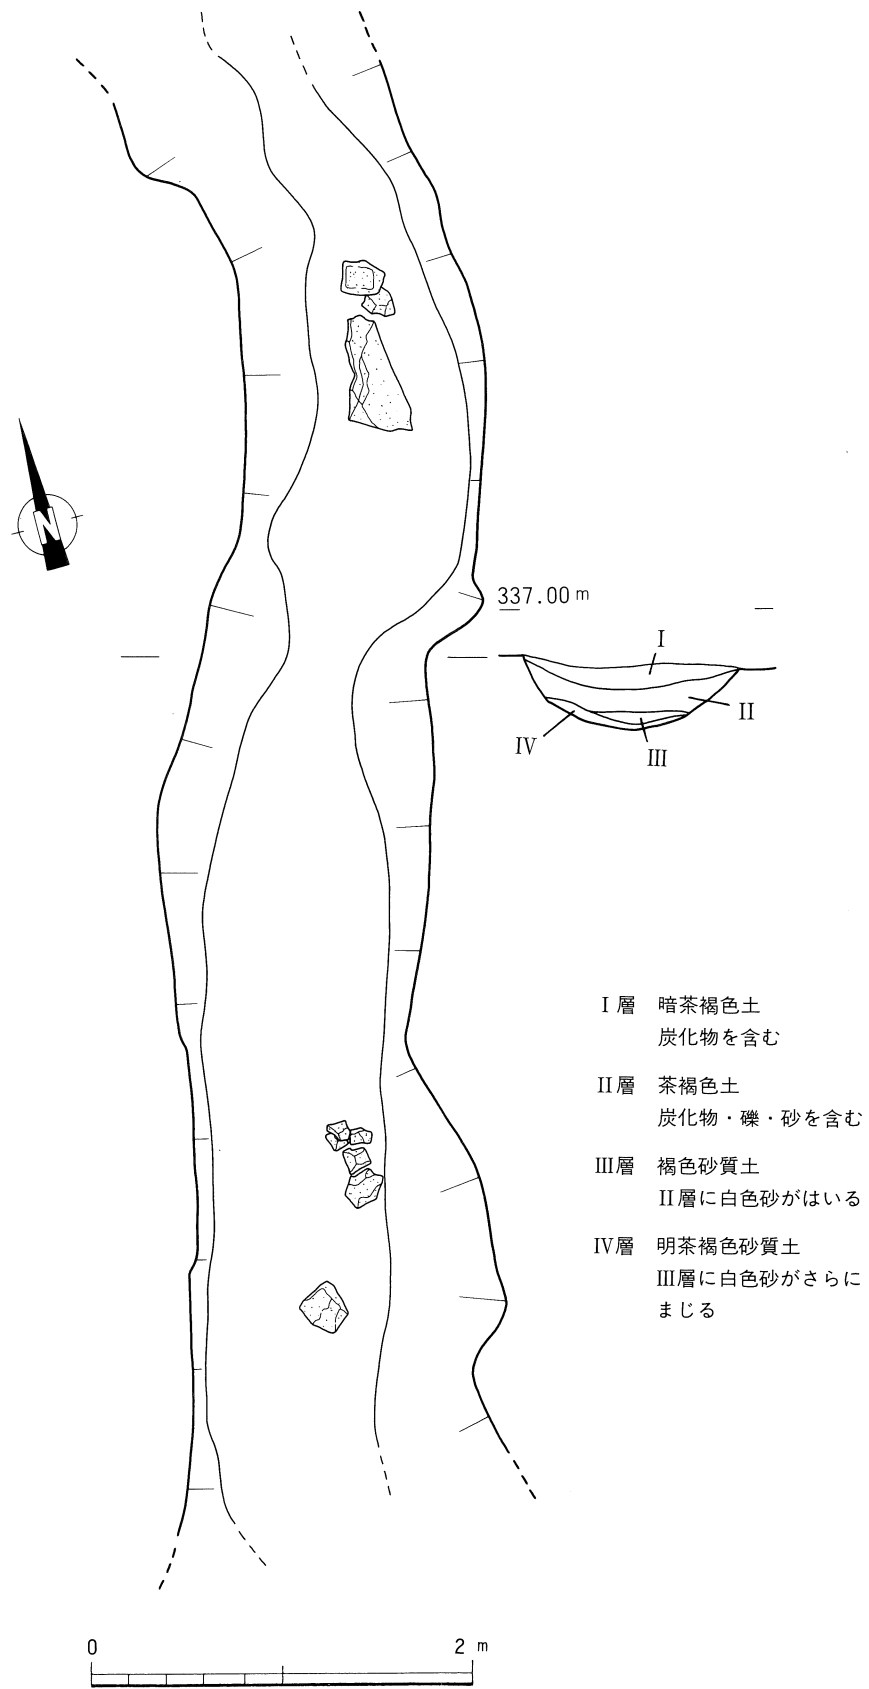 N
337.00 m
I
II
IV
III
I層 暗茶褐色土
炭化物を含む
II層 茶褐色土
炭化物・礫・砂を含む
III層 褐色砂質土
II層に白色砂がはいる
IV層 明茶褐色砂質土
III層に白色砂がさらに
まじる
0 2 m